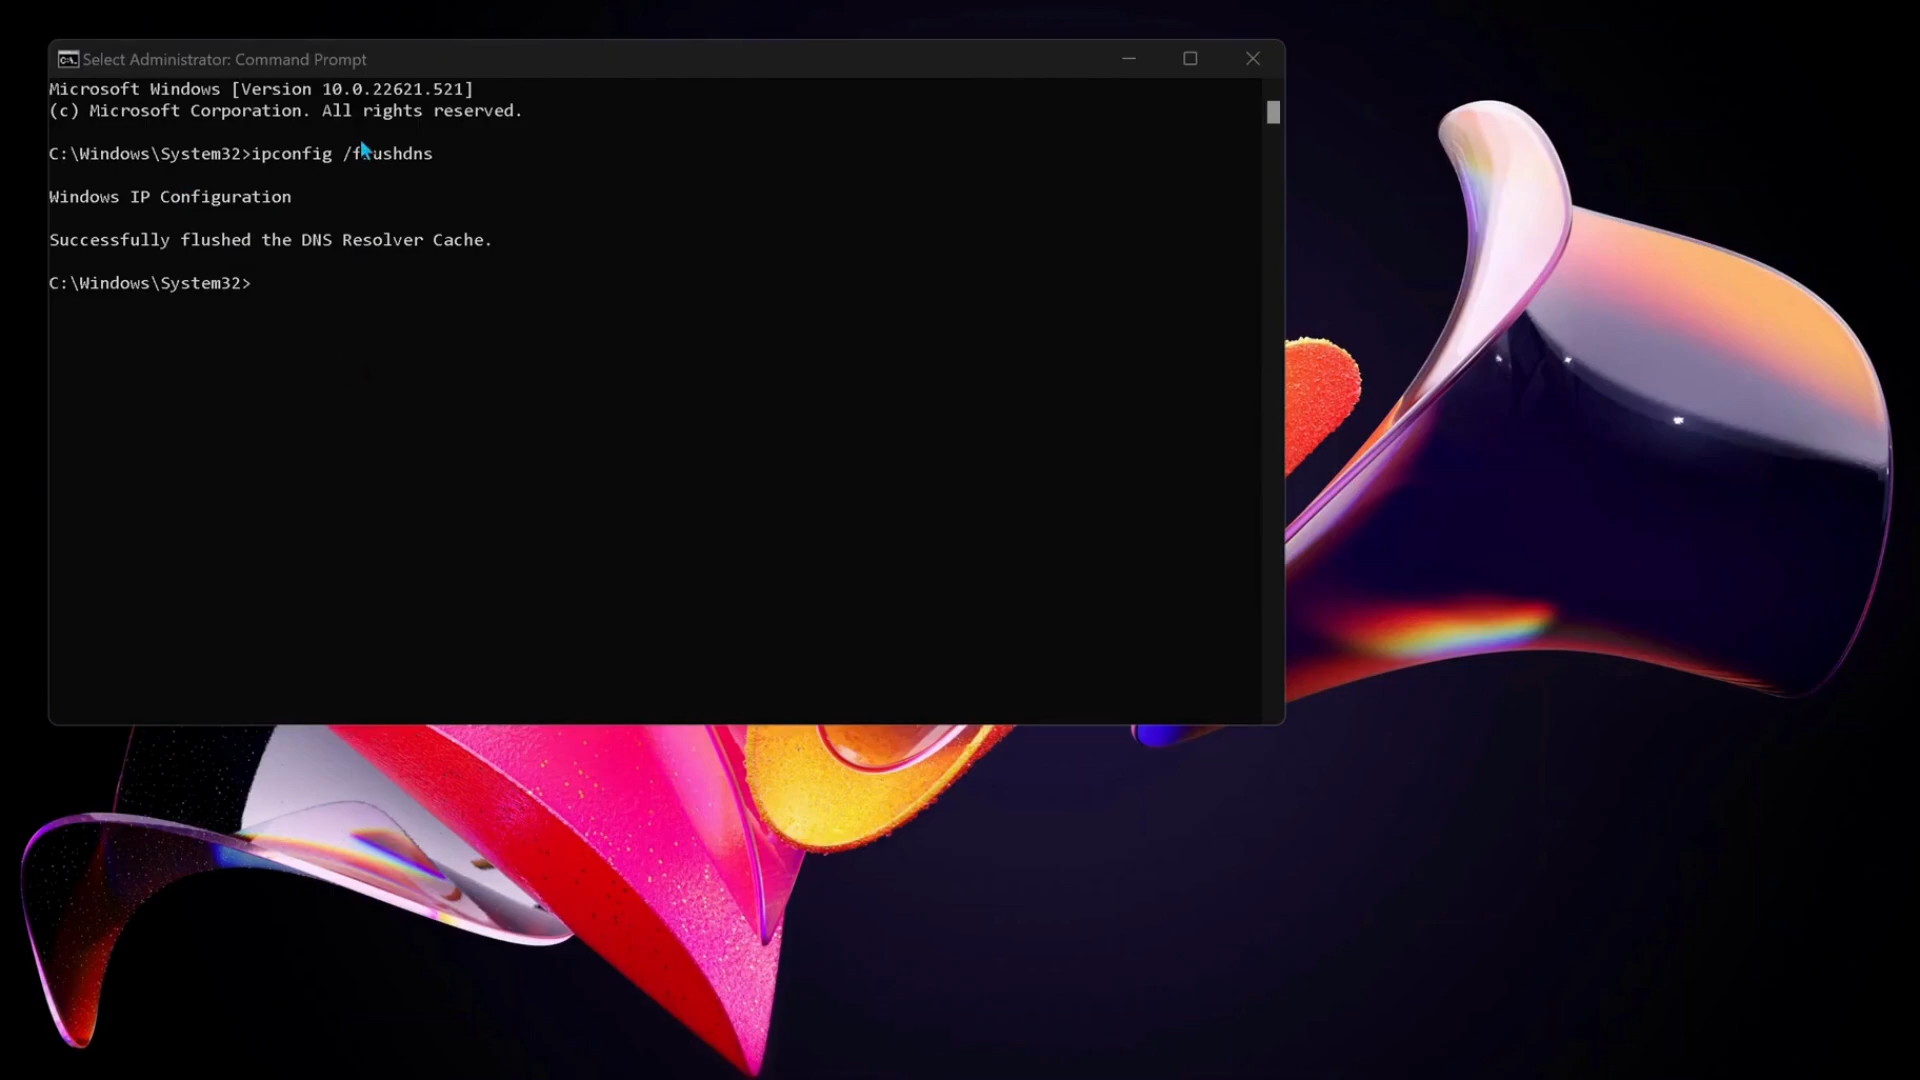 Select Administrator: Command Prompt
Microsoft Windows [Version 10.0.22621.521]
(c) Microsoft Corporation. All rights reserved.
C:\Windows\System32>ipconfig /flushdns
Windows IP Configuration
Successfully flushed the DNS Resolver Cache.
C:\Windows\System32>